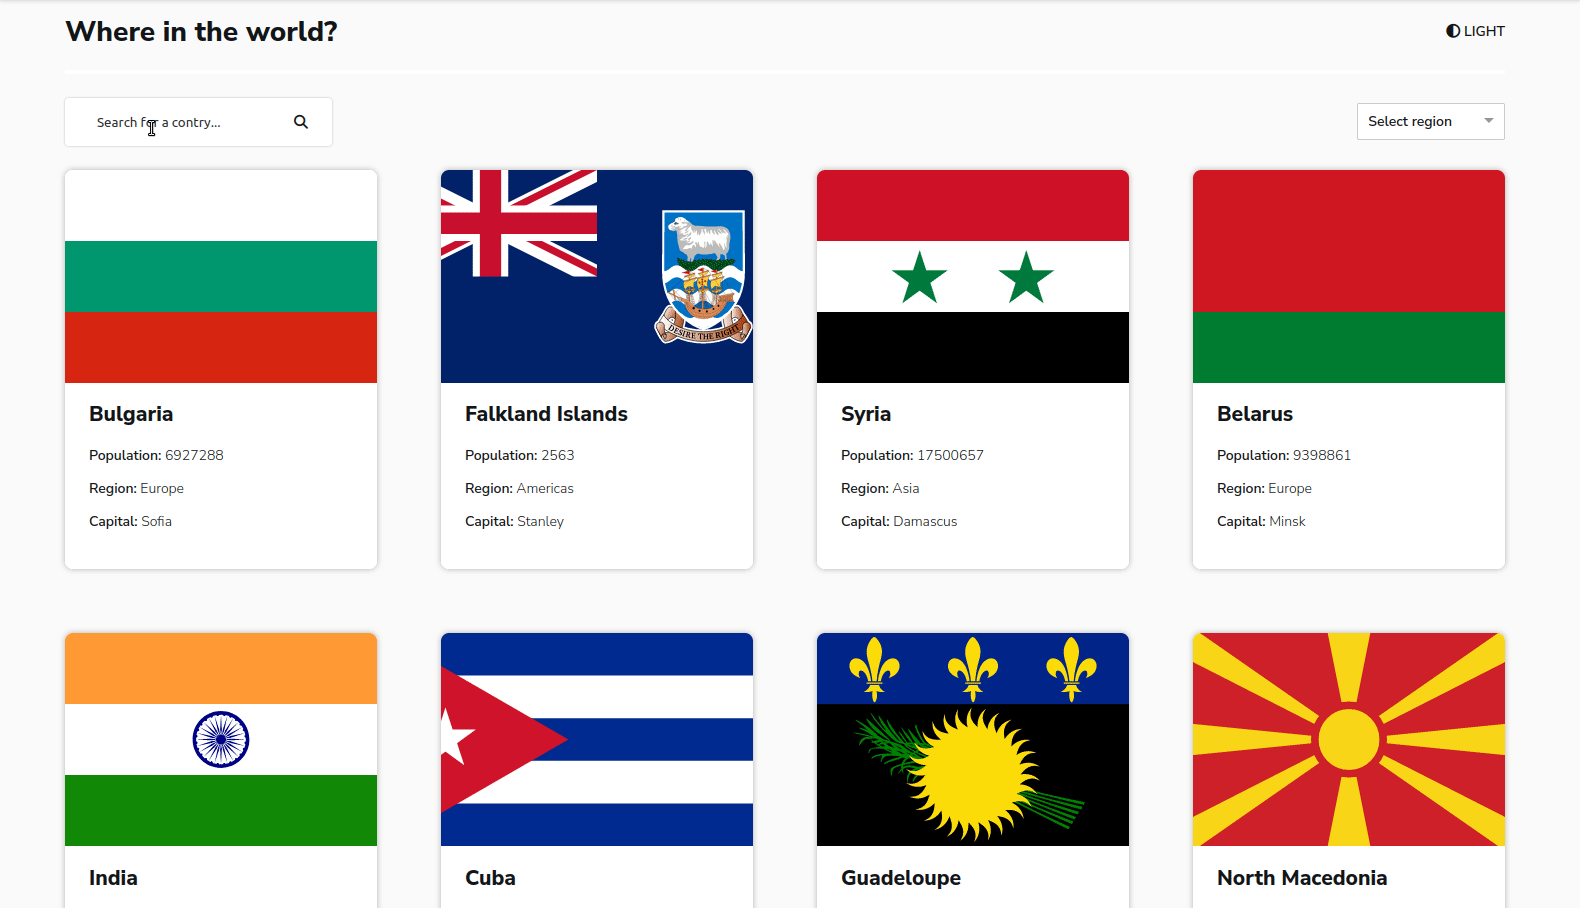 Where in the world?
LIGHT
Search for a contry...
Select region
DESIRE THE RIGHT
Bulgaria
Population: 6927288
Region: Europe
Capital: Sofia
Falkland Islands
Population: 2563
Region: Americas
Capital: Stanley
Syria
Population: 17500657
Region: Asia
Capital: Damascus
Belarus
Population: 9398861
Region: Europe
Capital: Minsk
India
Cuba
Guadeloupe
North Macedonia